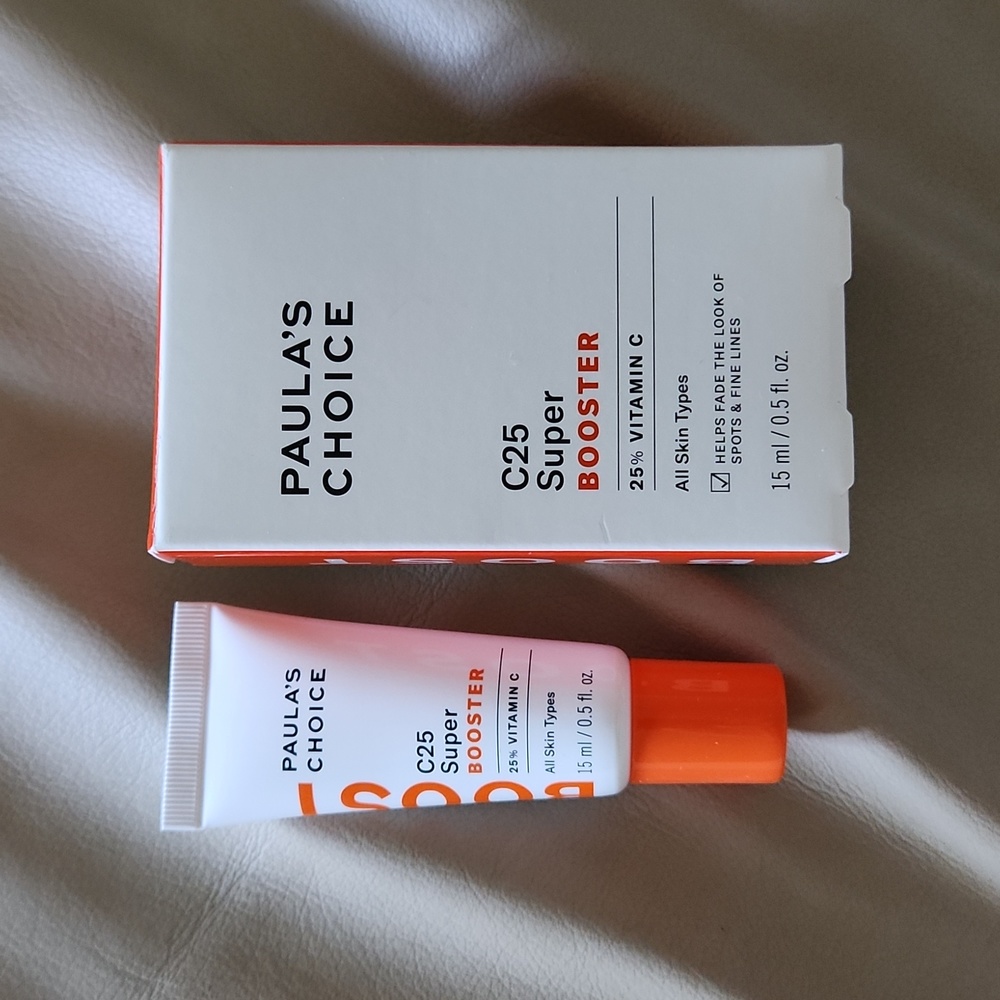 PAULA'S
CHOICE
C25
Super
BOOSTER
25% VITAMIN C
All Skin Types
HELPS FADE THE LOOK OF
SPOTS & FINE LINES
15 ml / 0.5 fl. oz.
PAULA'S
CHOICE
C25
Super
BOOSTER
25% VITAMIN C
All Skin Types
15 ml / 0.5 fl. oz.
BOOST